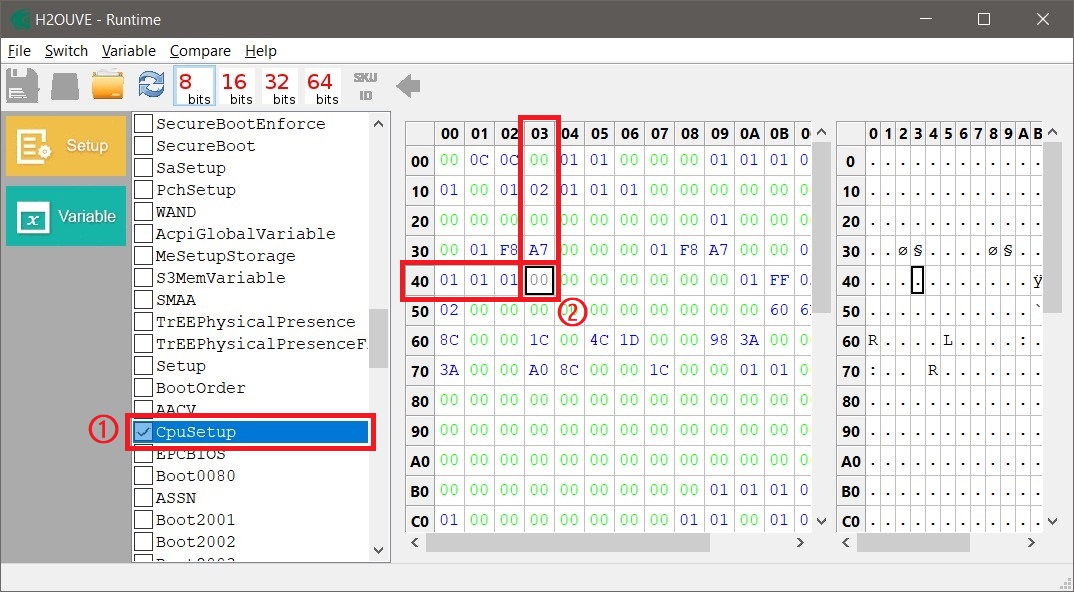 H2OUVE - Runtime
File Switch Variable Compare Help
8 bits 16 bits 32 bits 64 bits SKU ID
Setup
Variable
SecureBootEnforce
SecureBoot
SaSetup
PchSetup
WAND
AcpiGlobalVariable
MeSetupStorage
S3MemVariable
SMAA
TrEEPhysicalPresence
TrEEPhysicalPresenceF
Setup
BootOrder
AACV
① CpuSetup
EPCBIOS
Boot0080
ASSN
Boot2001
Boot2002
00 01 02 03 04 05 06 07 08 09 0A 0B
00 00 0C 0C 00 01 01 00 00 00 01 01 01 0
10 01 00 01 02 01 01 01 00 00 00 00 00 0
20 00 00 00 00 00 00 00 00 00 01 00 00 0
30 00 01 F8 A7 00 00 00 01 F8 A7 00 00 0
40 01 01 01 00 00 00 00 00 00 00 01 FF 0
②
50 02 00 00 00 00 00 00 00 00 00 00 60 6
60 8C 00 00 1C 00 4C 1D 00 00 98 3A 00 0
70 3A 00 00 A0 8C 00 00 1C 00 00 01 01 0
80 00 00 00 00 00 00 00 00 00 00 00 00 0
90 00 00 00 00 00 00 00 00 00 00 00 00 0
A0 00 00 00 00 00 00 00 00 00 00 00 00 0
B0 00 00 00 00 00 00 00 00 00 01 01 01 0
C0 01 00 00 00 00 00 00 00 01 01 00 01 0
0 1 2 3 4 5 6 7 8 9 A B
0 . . . . . . . . . . . .
10 . . . . . . . . . . . .
20 . . . . . . . . . . . .
30 . . ø § . . . . ø § . .
40 . . . . . . . . . . . ÿ
50 . . . . . . . . . . . `
60 R . . . . L . . . . : .
70 : . . . R . . . . . . .
80 . . . . . . . . . . . .
90 . . . . . . . . . . . .
A0 . . . . . . . . . . . .
B0 . . . . . . . . . . . .
C0 . . . . . . . . . . . .